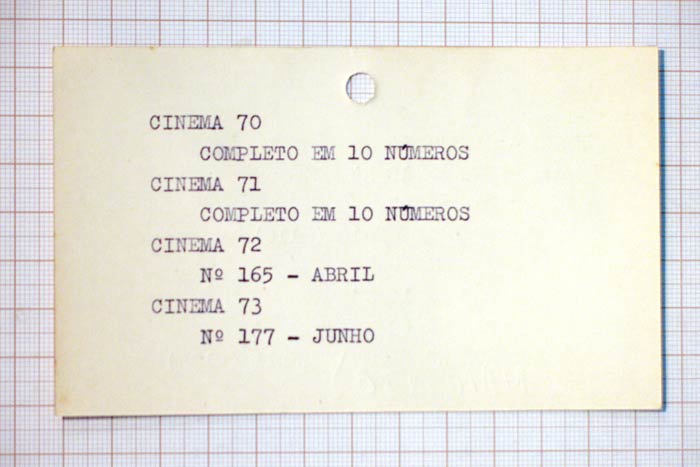 CINEMA 70
COMPLETO EM 10 NÚMEROS
CINEMA 71
COMPLETO EM 10 NÚMEROS
CINEMA 72
Nº 165 - ABRIL
CINEMA 73
Nº 177 - JUNHO